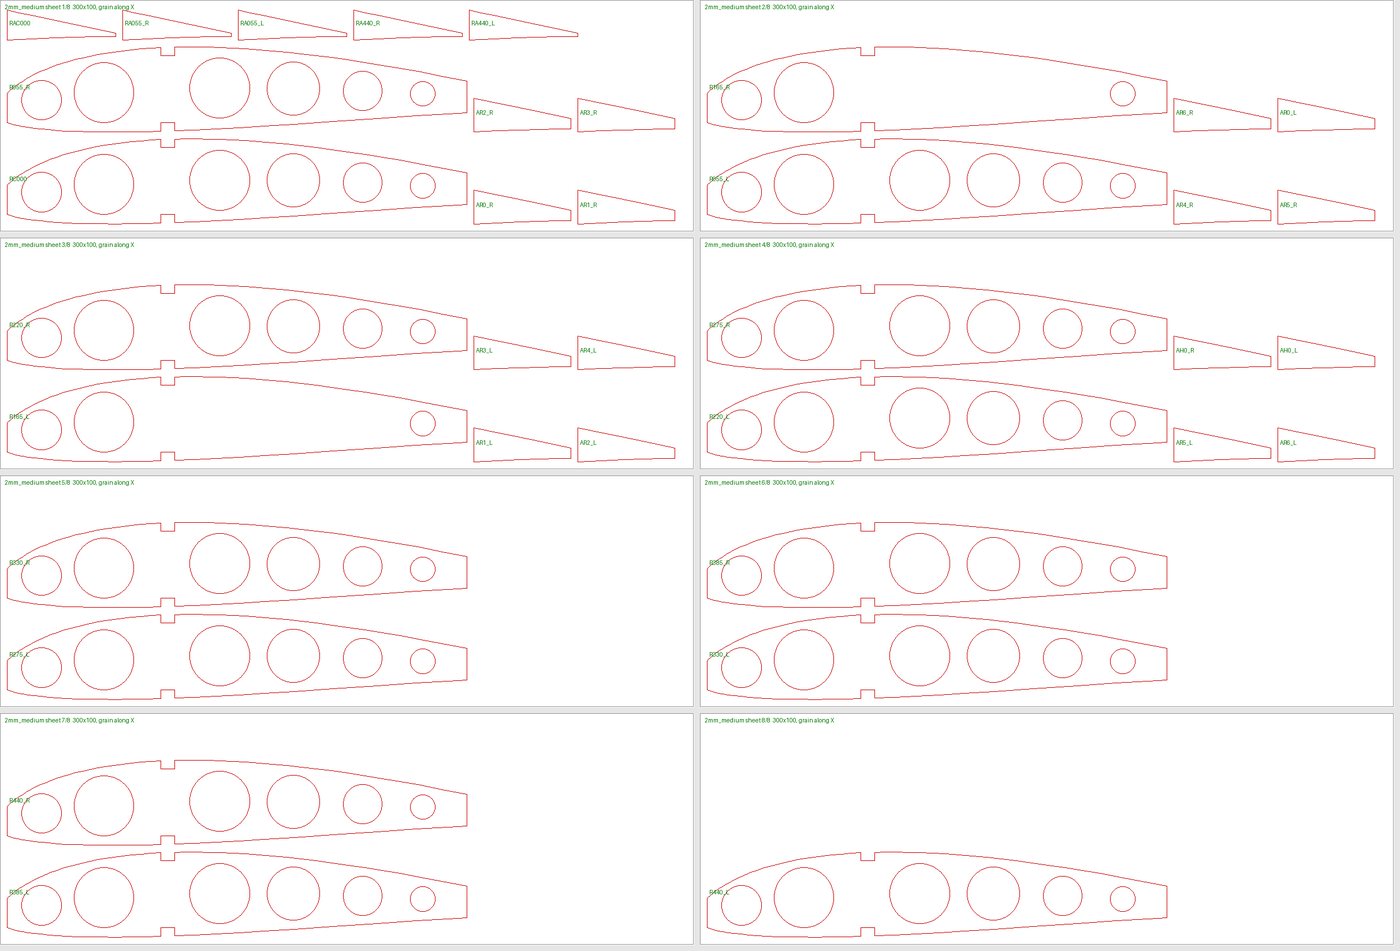 2mm_medium sheet 1/8 300x100, grain along X
RAC000
RA055_R
RA055_L
RA440_R
RA440_L
R055_R
AR2_R
AR3_R
RC000
AR0_R
AR1_R
2mm_medium sheet 2/8 300x100, grain along X
R165_R
AR6_R
AR0_L
R055_L
AR4_R
AR5_R
2mm_medium sheet 3/8 300x100, grain along X
R220_R
AR3_L
AR4_L
R165_L
AR1_L
AR2_L
2mm_medium sheet 4/8 300x100, grain along X
R275_R
AH0_R
AH0_L
R220_L
AR5_L
AR6_L
2mm_medium sheet 5/8 300x100, grain along X
R330_R
R275_L
2mm_medium sheet 6/8 300x100, grain along X
R385_R
R330_L
2mm_medium sheet 7/8 300x100, grain along X
R440_R
R385_L
2mm_medium sheet 8/8 300x100, grain along X
R440_L